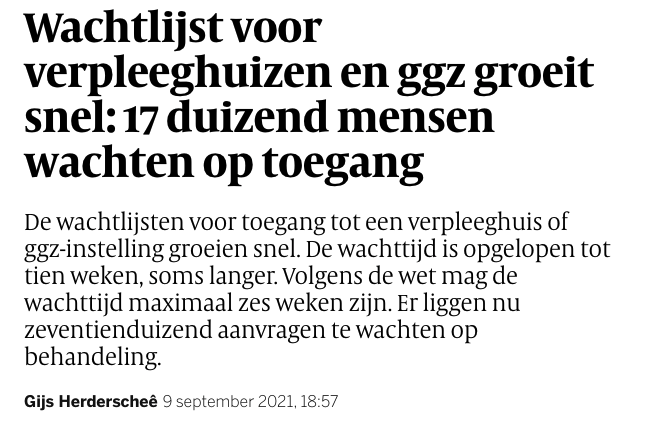 Wachtlijst voor
verpleeghuizen en ggz groeit
snel: 17 duizend mensen
wachten op toegang
De wachtlijsten voor toegang tot een verpleeghuis of
ggz-instelling groeien snel. De wachttijd is opgelopen tot
tien weken, soms langer. Volgens de wet mag de
wachttijd maximaal zes weken zijn. Er liggen nu
zeventienduizend aanvragen te wachten op
behandeling.
Gijs Herderscheê 9 september 2021, 18:57